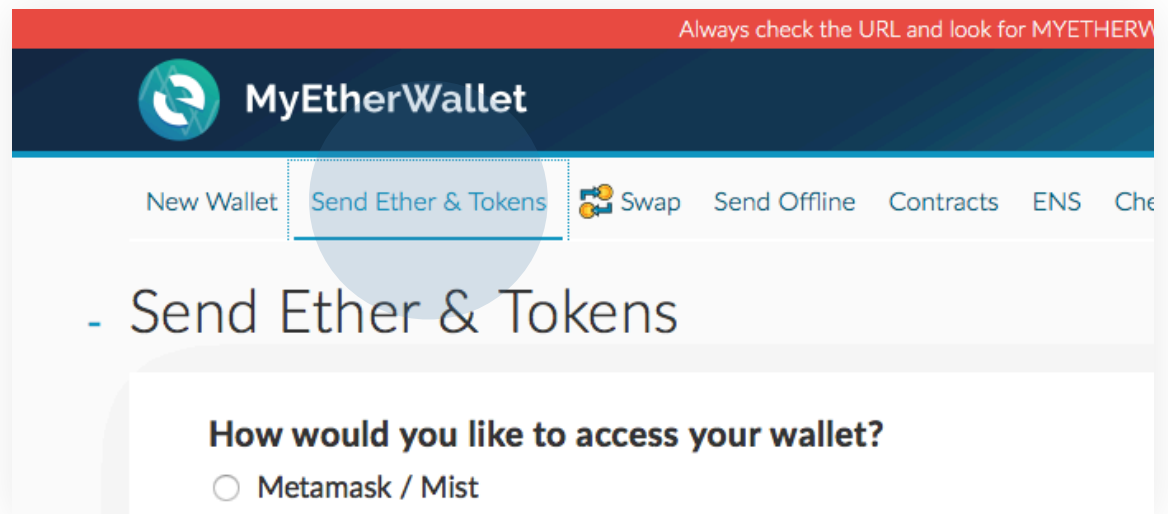 Always check the URL and look for MYETHERW
MyEtherWallet
New Wallet Send Ether & Tokens Swap Send Offline Contracts ENS Che
- Send Ether & Tokens
How would you like to access your wallet?
Metamask / Mist